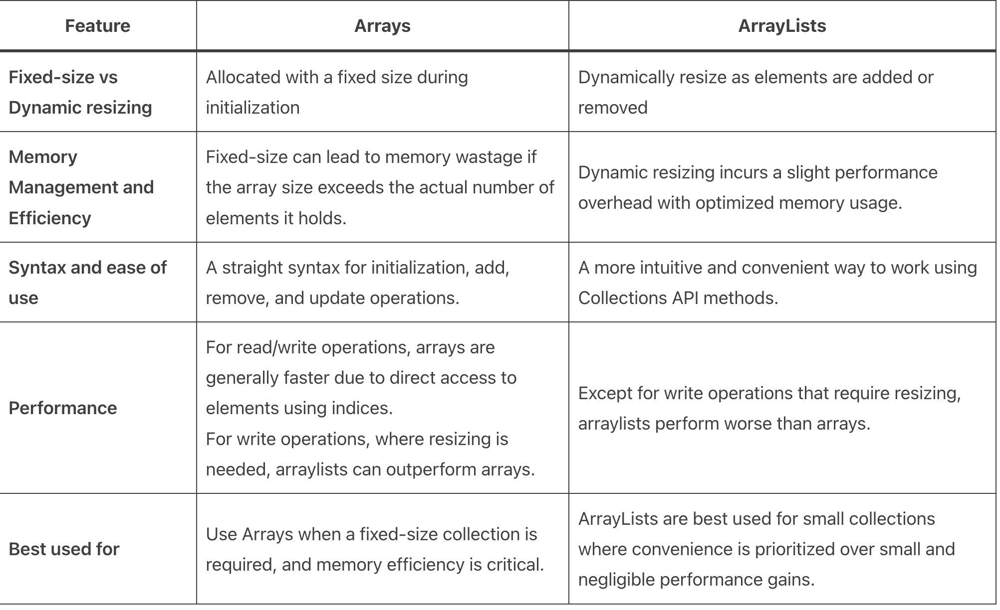 Feature
Arrays
ArrayLists
Fixed-size vs
Dynamic resizing
Allocated with a fixed size during
initialization
Dynamically resize as elements are added or
removed
Memory
Management and
Efficiency
Fixed-size can lead to memory wastage if
the array size exceeds the actual number of
elements it holds.
Dynamic resizing incurs a slight performance
overhead with optimized memory usage.
Syntax and ease of
use
A straight syntax for initialization, add,
remove, and update operations.
A more intuitive and convenient way to work using
Collections API methods.
Performance
For read/write operations, arrays are
generally faster due to direct access to
elements using indices.
For write operations, where resizing is
needed, arraylists can outperform arrays.
Except for write operations that require resizing,
arraylists perform worse than arrays.
Best used for
Use Arrays when a fixed-size collection is
required, and memory efficiency is critical.
ArrayLists are best used for small collections
where convenience is prioritized over small and
negligible performance gains.